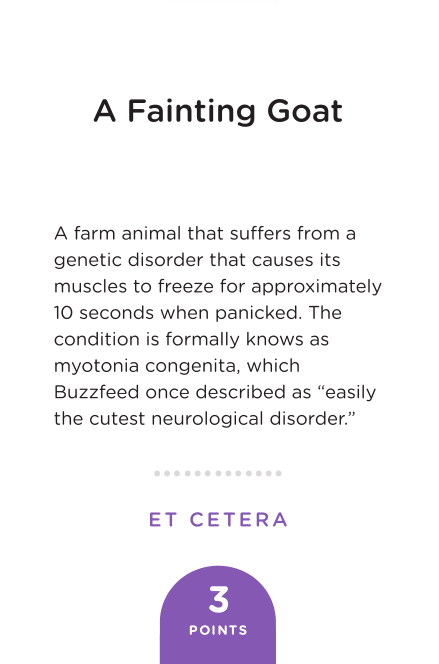 A Fainting Goat
A farm animal that suffers from a
genetic disorder that causes its
muscles to freeze for approximately
10 seconds when panicked. The
condition is formally knows as
myotonia congenita, which
Buzzfeed once described as “easily
the cutest neurological disorder.”
ET CETERA
3
POINTS